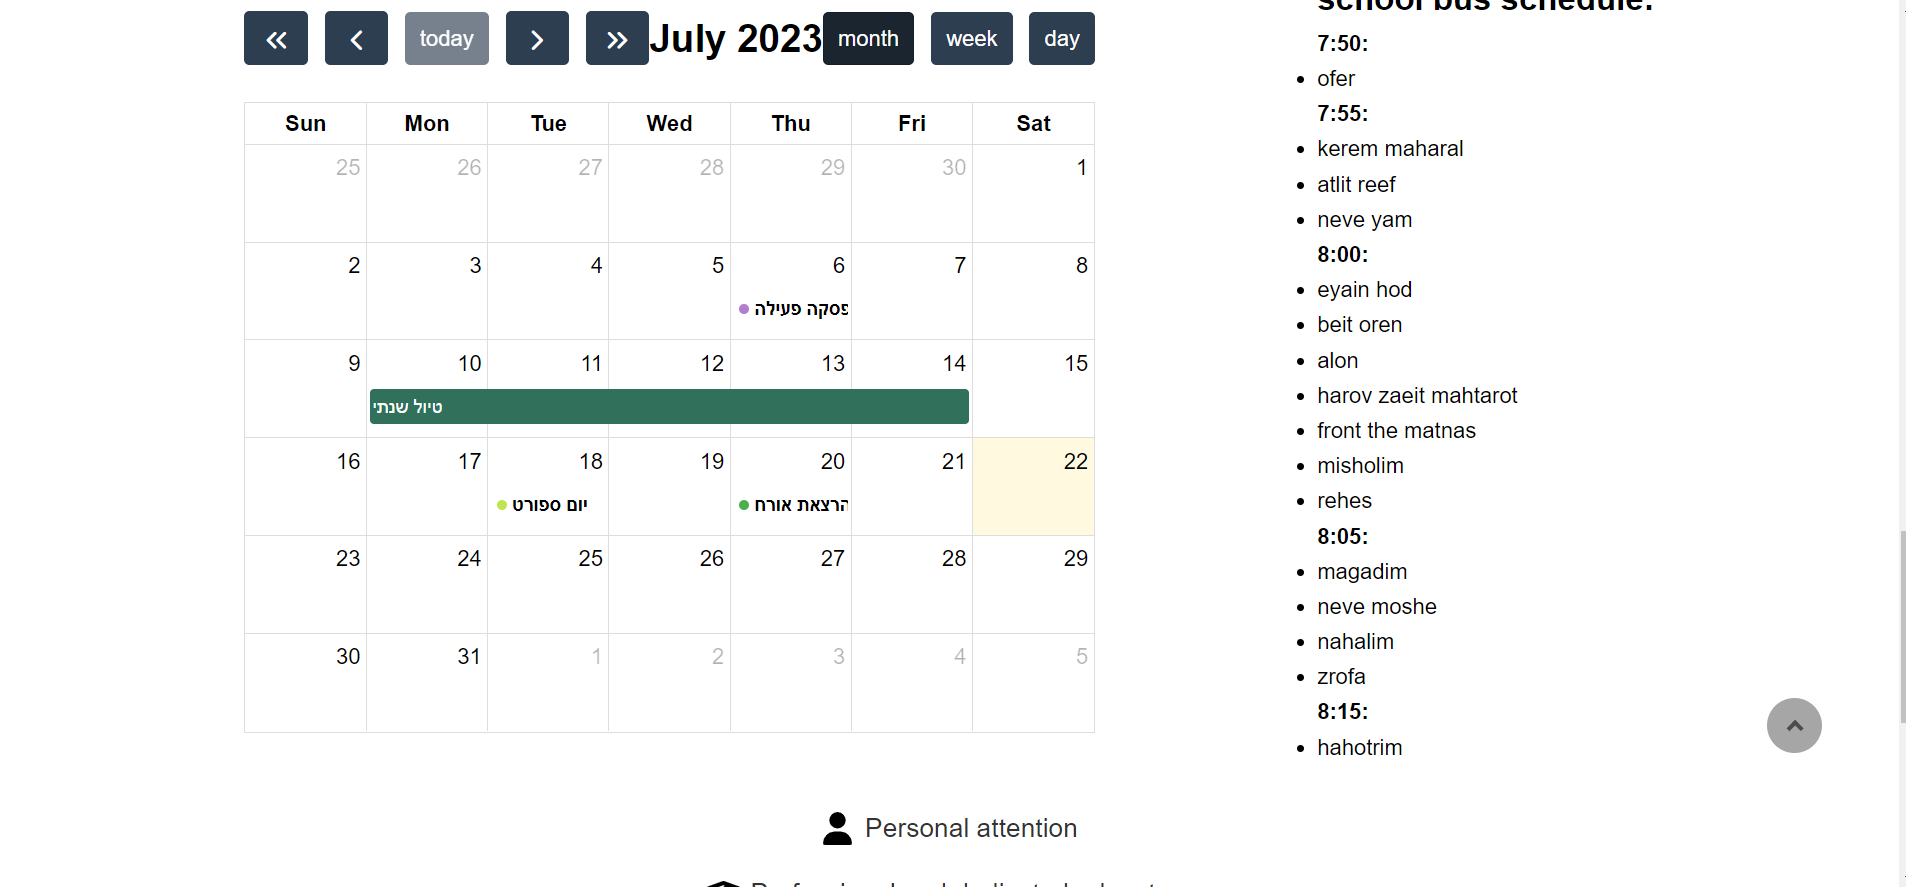 today
July 2023
month
week
day
Sun Mon Tue Wed Thu Fri Sat
25 26 27 28 29 30 1
2 3 4 5 6 7 8
פסקה פעילה
9 10 11 12 13 14 15
טיול שנתי
16 17 18 19 20 21 22
יום ספורט
הרצאת אורח
23 24 25 26 27 28 29
30 31 1 2 3 4 5
school bus schedule:
7:50:
ofer
7:55:
kerem maharal
atlit reef
neve yam
8:00:
eyain hod
beit oren
alon
harov zaeit mahtarot
front the matnas
misholim
rehes
8:05:
magadim
neve moshe
nahalim
zrofa
8:15:
hahotrim
Personal attention